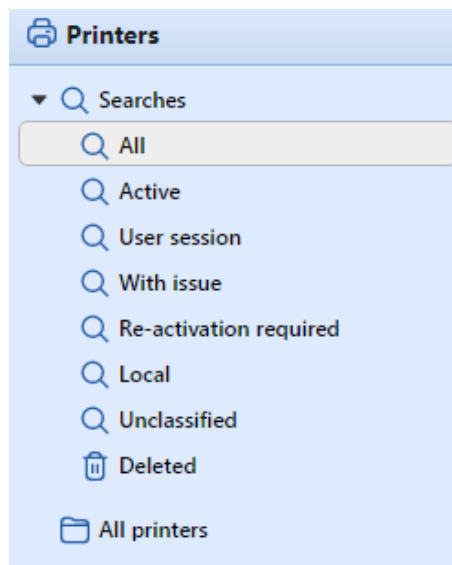 Printers
Searches
All
Active
User session
With issue
Re-activation required
Local
Unclassified
Deleted
All printers